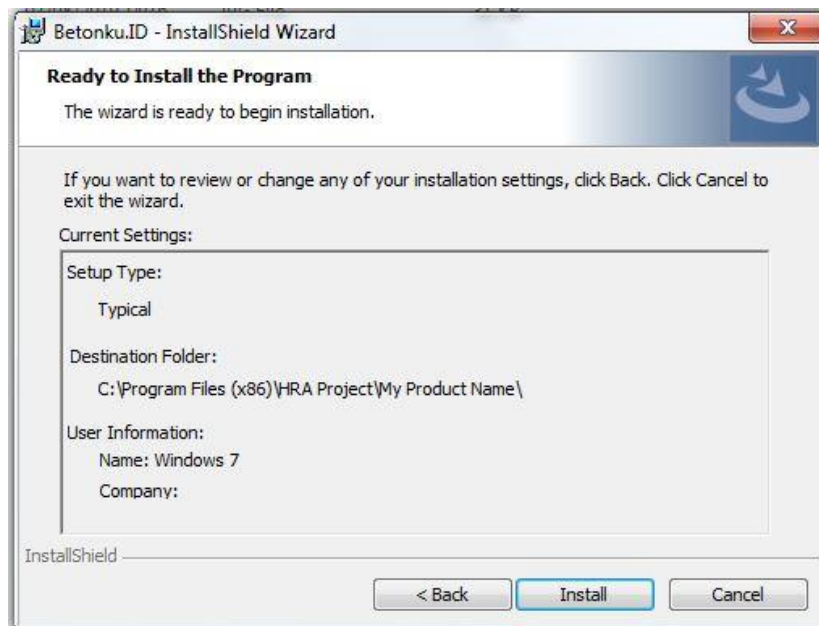 Betonku.ID - InstallShield Wizard
Ready to Install the Program
The wizard is ready to begin installation.
If you want to review or change any of your installation settings, click Back. Click Cancel to
exit the wizard.
Current Settings:
Setup Type:
Typical
Destination Folder:
C:\Program Files (x86)\HRA Project\My Product Name\
User Information:
Name: Windows 7
Company:
InstallShield
< Back
Install
Cancel